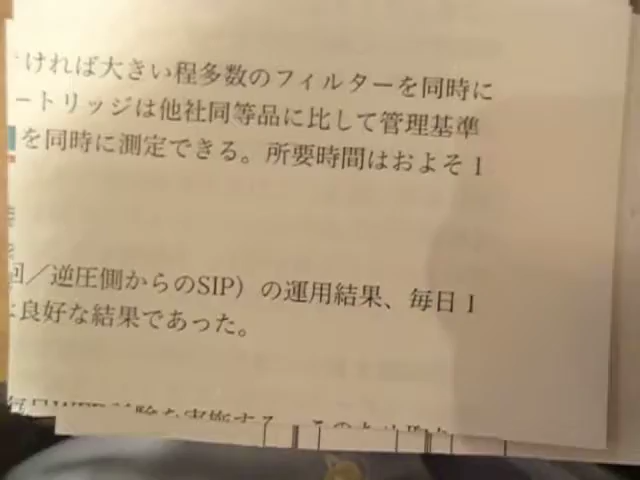 ければ大きい程多数のフィルターを同時に
ートリッジは他社同等品に比して管理基準
を同時に測定できる。所要時間はおよそ1
回／逆圧側からのSIP）の運用結果、毎日1
良好な結果であった。